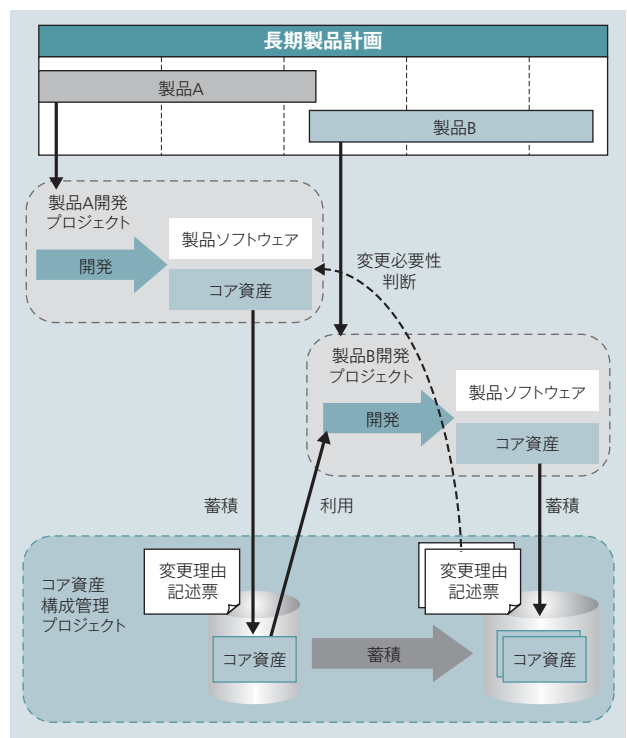 長期製品計画
製品A
製品B
製品A開発
プロジェクト
開発
製品ソフトウェア
コア資産
変更必要性
判断
製品B開発
プロジェクト
開発
製品ソフトウェア
コア資産
蓄積
利用
蓄積
コア資産
構成管理
プロジェクト
変更理由
記述票
変更理由
記述票
コア資産
蓄積
コア資産